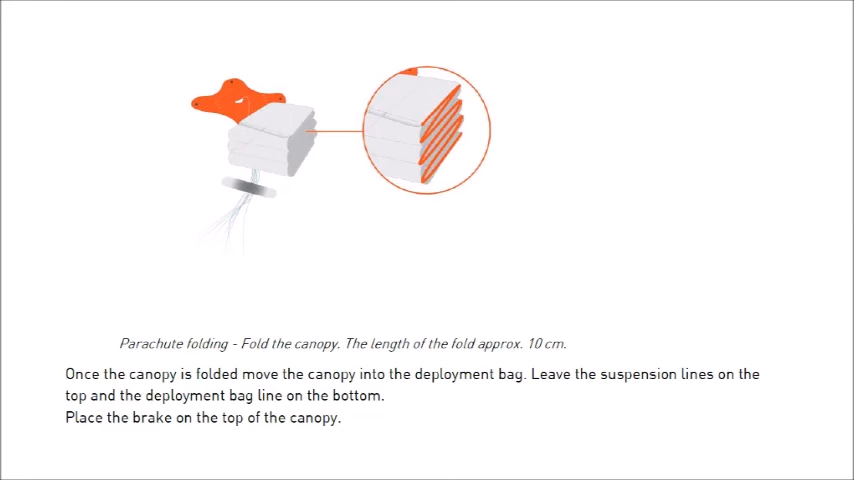 Parachute folding - Fold the canopy. The length of the fold approx. 10 cm.
Once the canopy is folded move the canopy into the deployment bag. Leave the suspension lines on the
top and the deployment bag line on the bottom.
Place the brake on the top of the canopy.